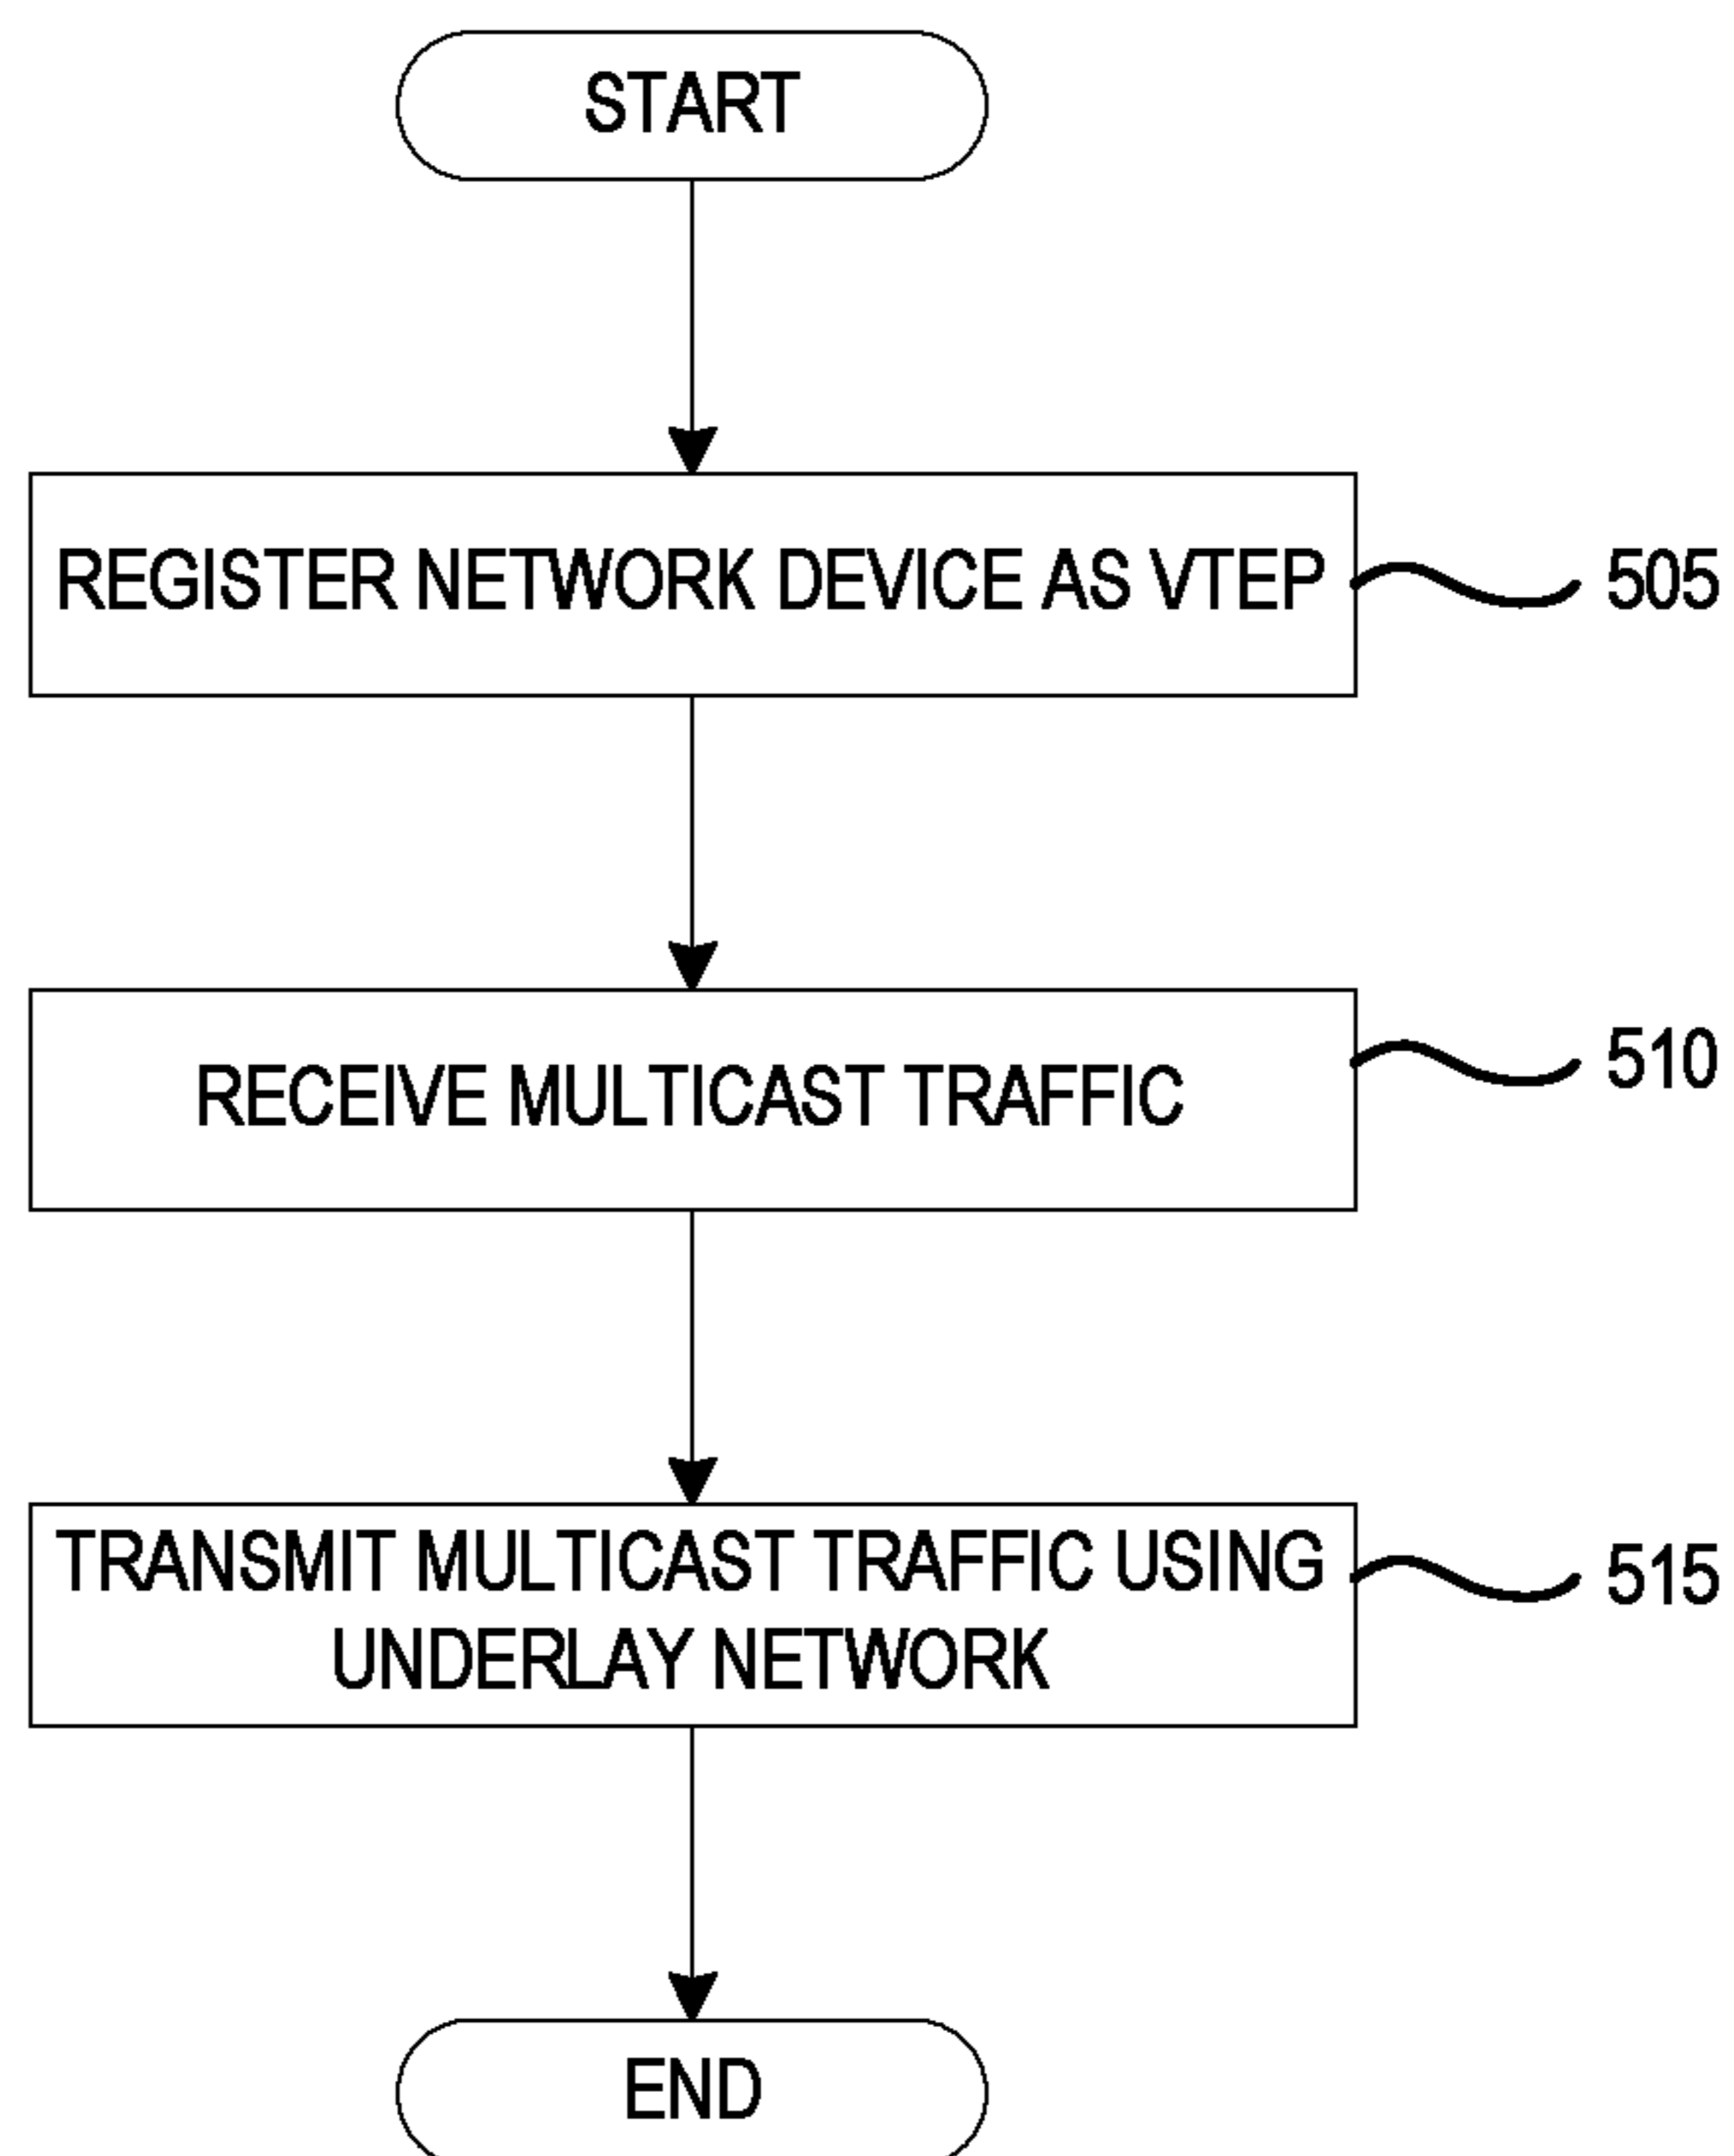 START
REGISTER NETWORK DEVICE AS VTEP
505
RECEIVE MULTICAST TRAFFIC
510
TRANSMIT MULTICAST TRAFFIC USING
UNDERLAY NETWORK
515
END